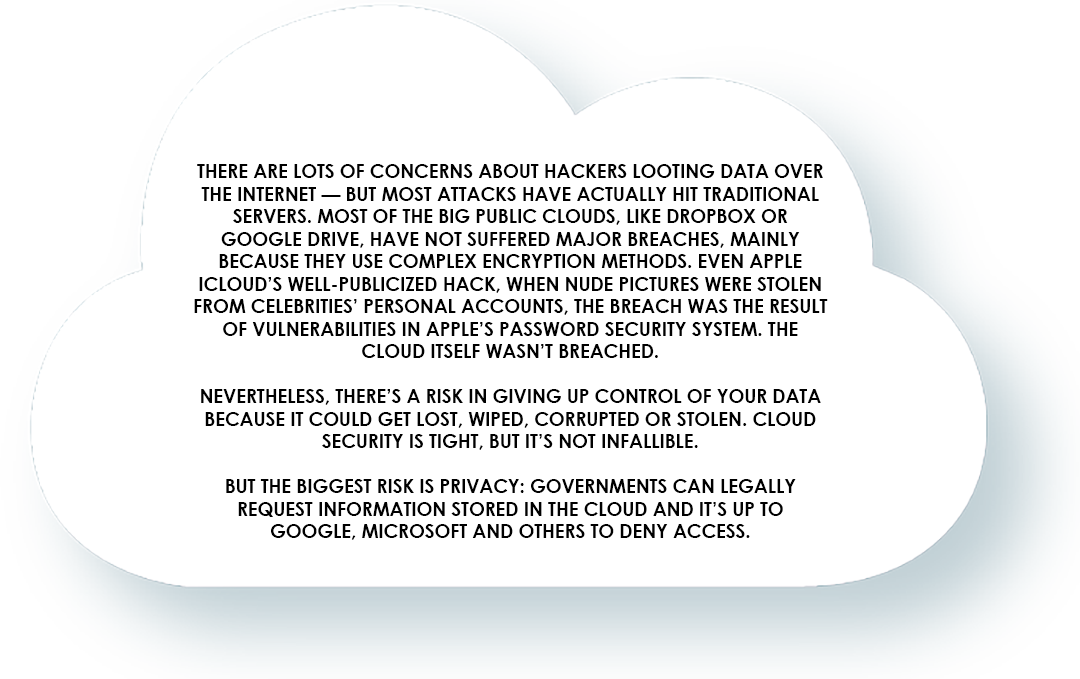 THERE ARE LOTS OF CONCERNS ABOUT HACKERS LOOTING DATA OVER
THE INTERNET — BUT MOST ATTACKS HAVE ACTUALLY HIT TRADITIONAL
SERVERS. MOST OF THE BIG PUBLIC CLOUDS, LIKE DROPBOX OR
GOOGLE DRIVE, HAVE NOT SUFFERED MAJOR BREACHES, MAINLY
BECAUSE THEY USE COMPLEX ENCRYPTION METHODS. EVEN APPLE
ICLOUD’S WELL-PUBLICIZED HACK, WHEN NUDE PICTURES WERE STOLEN
FROM CELEBRITIES’ PERSONAL ACCOUNTS, THE BREACH WAS THE RESULT
OF VULNERABILITIES IN APPLE’S PASSWORD SECURITY SYSTEM. THE
CLOUD ITSELF WASN’T BREACHED.
NEVERTHELESS, THERE’S A RISK IN GIVING UP CONTROL OF YOUR DATA
BECAUSE IT COULD GET LOST, WIPED, CORRUPTED OR STOLEN. CLOUD
SECURITY IS TIGHT, BUT IT’S NOT INFALLIBLE.
BUT THE BIGGEST RISK IS PRIVACY: GOVERNMENTS CAN LEGALLY
REQUEST INFORMATION STORED IN THE CLOUD AND IT’S UP TO
GOOGLE, MICROSOFT AND OTHERS TO DENY ACCESS.